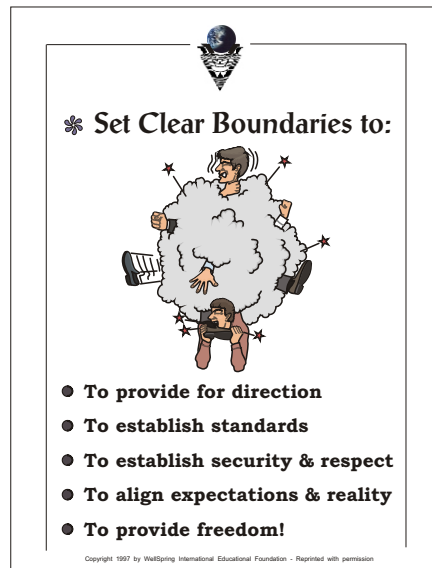 Set Clear Boundaries to:
To provide for direction
To establish standards
To establish security & respect
To align expectations & reality
To provide freedom!
Copyright 1997 by WellSpring International Educational Foundation - Reprinted with permission